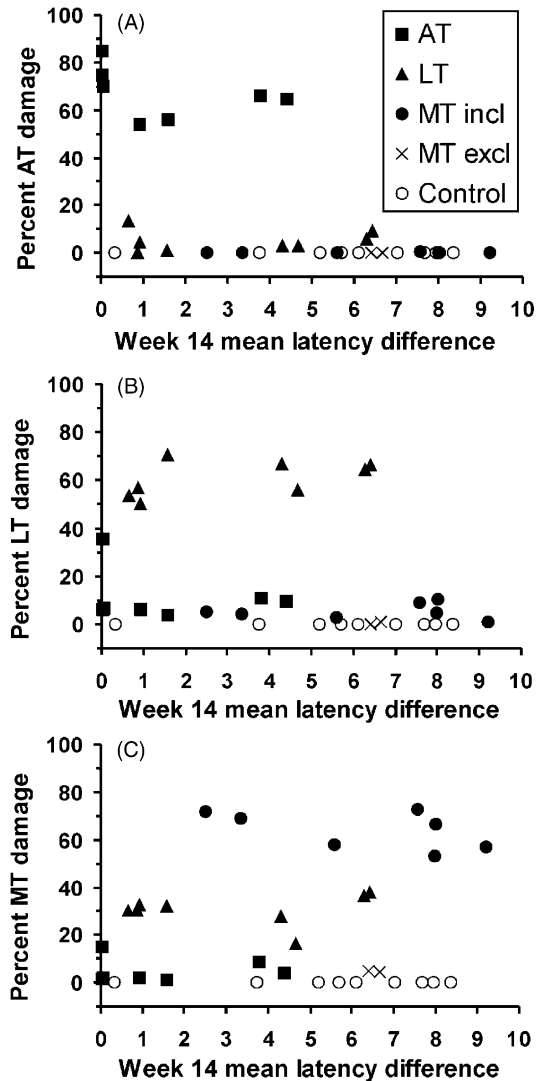 (A)
AT
LT
MT incl
MT excl
Control
Percent AT damage
100
80
60
40
20
0
0 1 2 3 4 5 6 7 8 9 10
Week 14 mean latency difference
(B)
Percent LT damage
100
80
60
40
20
0
0 1 2 3 4 5 6 7 8 9 10
Week 14 mean latency difference
(C)
Percent MT damage
100
80
60
40
20
0
0 1 2 3 4 5 6 7 8 9 10
Week 14 mean latency difference